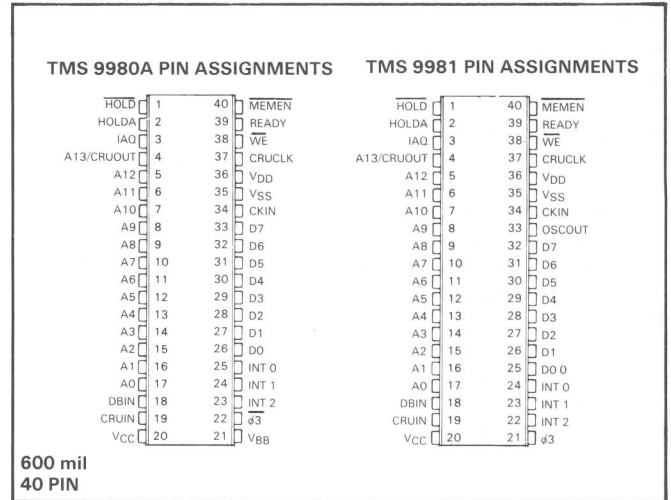 TMS 9980A PIN ASSIGNMENTS TMS 9981 PIN ASSIGNMENTS
HOLD 1 40 MEMEN HOLD 1 40 MEMEN
HOLDA 2 39 READY HOLDA 2 39 READY
IAQ 3 38 WE IAQ 3 38 WE
A13/CRUOUT 4 37 CRUCLK A13/CRUOUT 4 37 CRUCLK
A12 5 36 VDD A12 5 36 VDD
A11 6 35 VSS A11 6 35 VSS
A10 7 34 CKIN A10 7 34 CKIN
A9 8 33 D7 A9 8 33 OSCOUT
A8 9 32 D6 A8 9 32 D7
A7 10 31 D5 A7 10 31 D6
A6 11 30 D4 A6 11 30 D5
A5 12 29 D3 A5 12 29 D4
A4 13 28 D2 A4 13 28 D3
A3 14 27 D1 A3 14 27 D2
A2 15 26 D0 A2 15 26 D1
A1 16 25 INT 0 A1 16 25 D0 0
A0 17 24 INT 1 A0 17 24 INT 0
DBIN 18 23 INT 2 DBIN 18 23 INT 1
CRUIN 19 22 ø3 CRUIN 19 22 INT 2
VCC 20 21 VBB VCC 20 21 ø3
600 mil
40 PIN